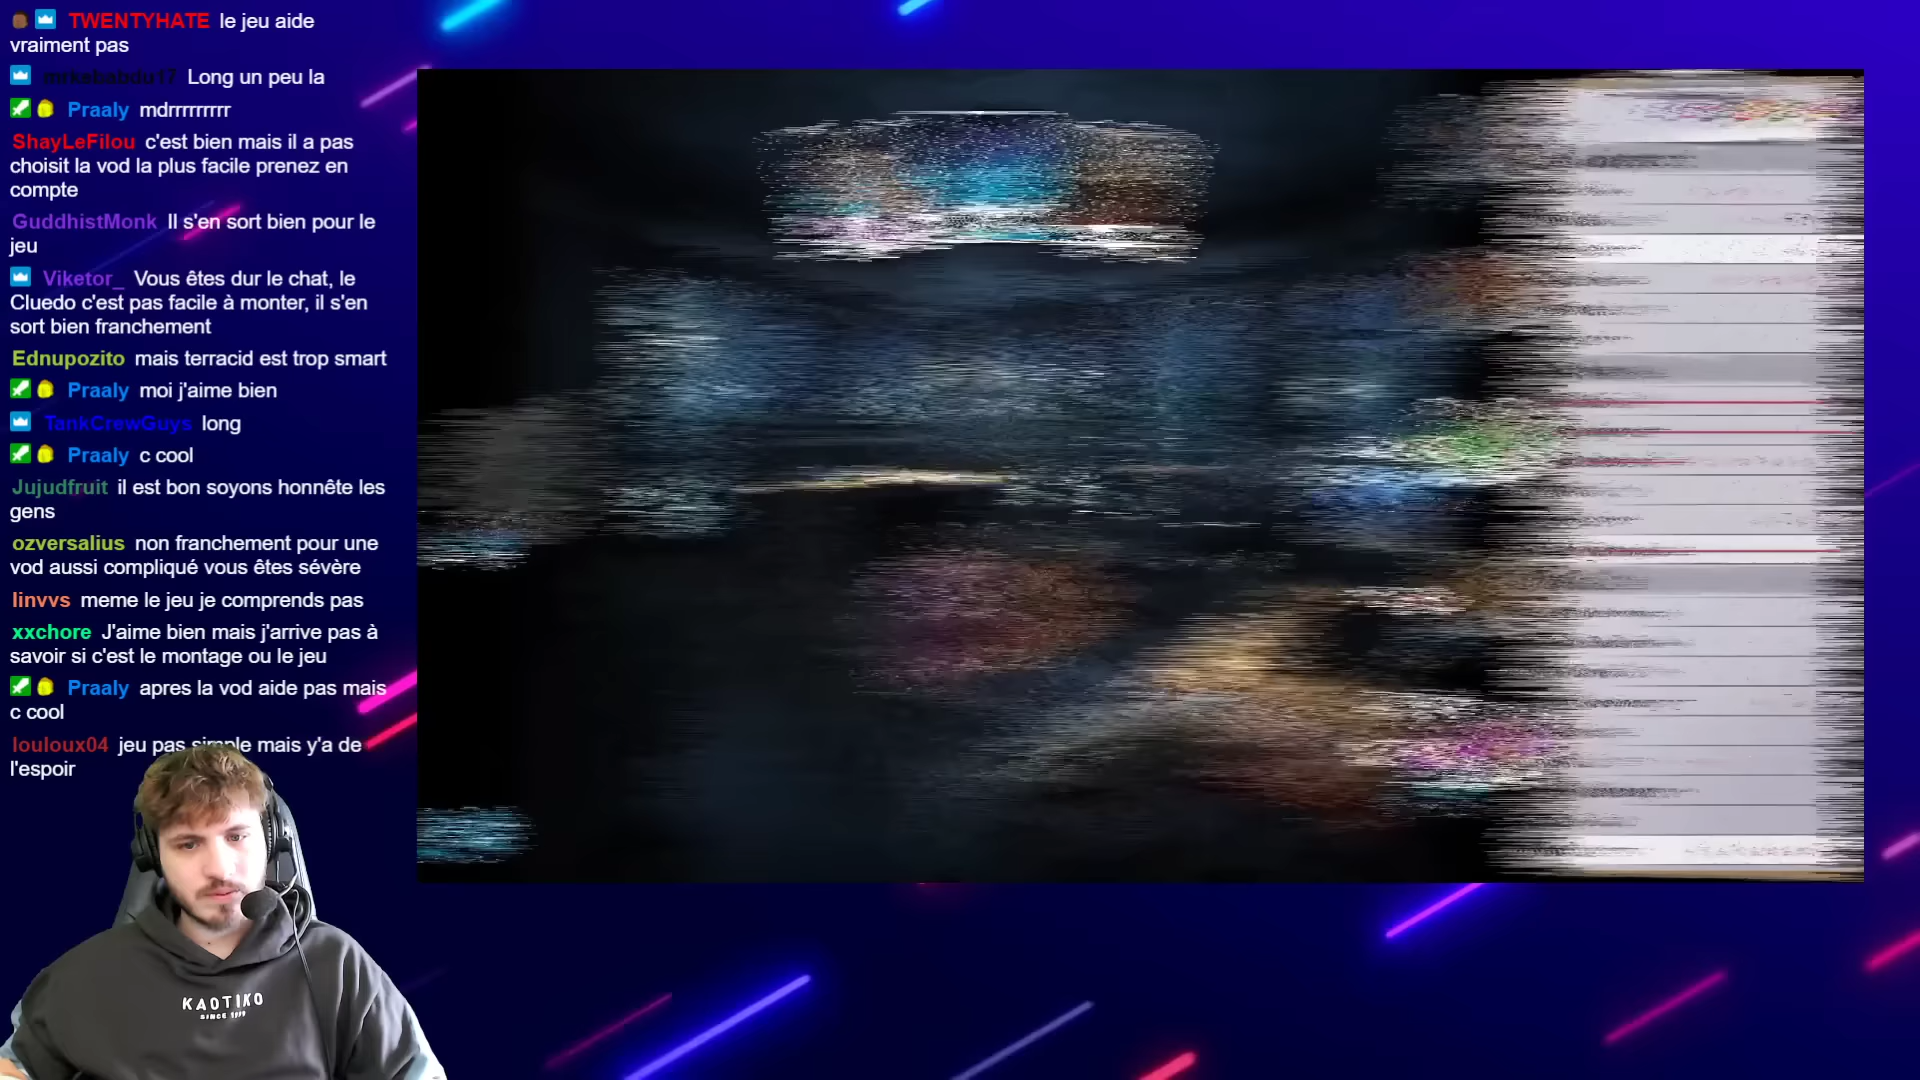 TWENTYHATE le jeu aide
vraiment pas
mrkababdu17 Long un peu la
Praaly mdrrrrrrrrr
ShayLeFilou c'est bien mais il a pas
choisit la vod la plus facile prenez en
compte
GuddhistMonk Il s'en sort bien pour le
jeu
Viketor_ Vous êtes dur le chat, le
Cluedo c'est pas facile à monter, il s'en
sort bien franchement
Ednupozito mais terracid est trop smart
Praaly moi j'aime bien
TankCrewGuys long
Praaly c cool
Jujudfruit il est bon soyons honnête les
gens
ozversalius non franchement pour une
vod aussi compliqué vous êtes sévère
linvvs meme le jeu je comprends pas
xxchore J'aime bien mais j'arrive pas à
savoir si c'est le montage ou le jeu
Praaly apres la vod aide pas mais
c cool
louloux04 jeu pas simple mais y'a de
l'espoir
KAOTIKO
SINCE 1999